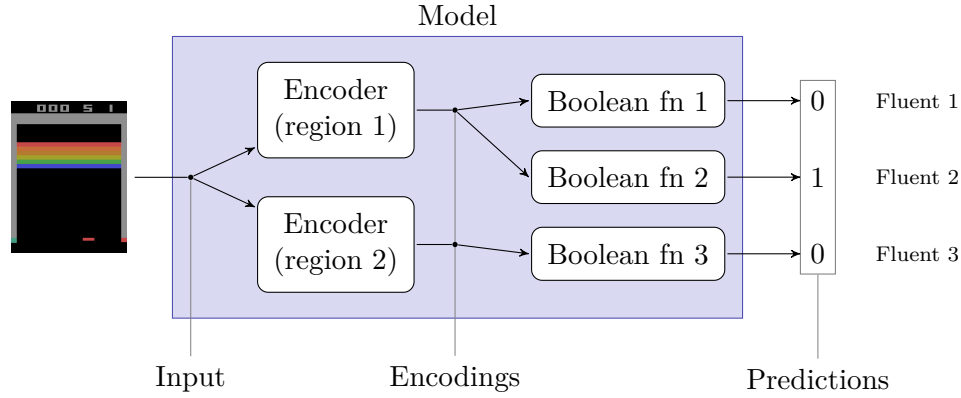 Model
000 5 1
Encoder
(region 1)
Encoder
(region 2)
Boolean fn 1
Boolean fn 2
Boolean fn 3
0
1
0
Fluent 1
Fluent 2
Fluent 3
Input
Encodings
Predictions